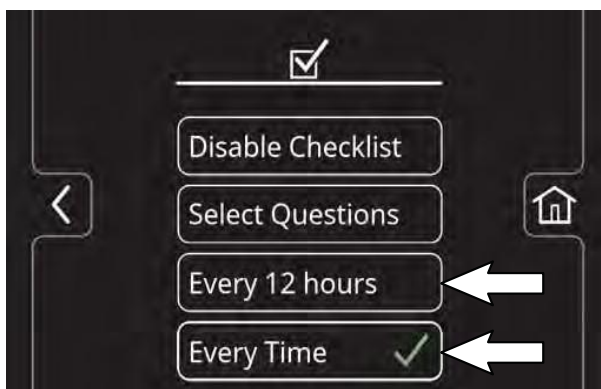 Disable Checklist
Select Questions
Every 12 hours
Every Time